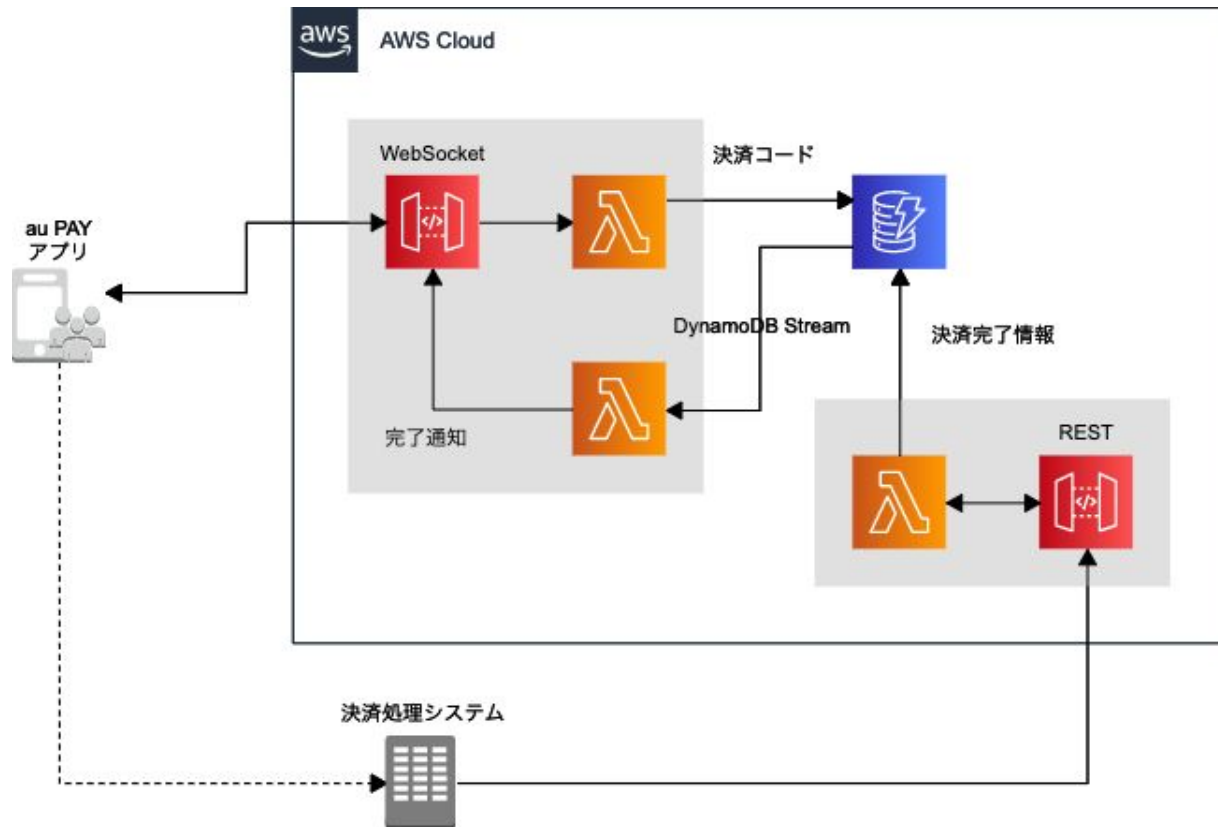 aws
AWS Cloud
WebSocket
決済コード
au PAY
アプリ
DynamoDB Stream
決済完了情報
完了通知
REST
決済処理システム